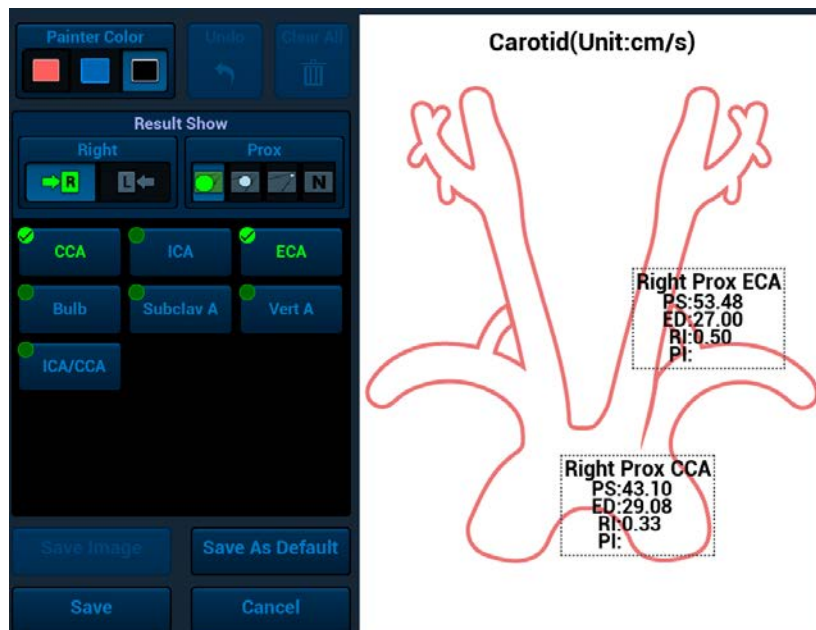 Painter Color
Undo
Clear All
Result Show
Right
Prox
R
L
N
CCA
ICA
ECA
Bulb
Subclav A
Vert A
ICA/CCA
Save Image
Save As Default
Save
Cancel
Carotid(Unit:cm/s)
Right Prox ECA
PS:53.48
ED:27.00
RI:0.50
PI:
Right Prox CCA
PS:43.10
ED:29.08
RI:0.33
PI: